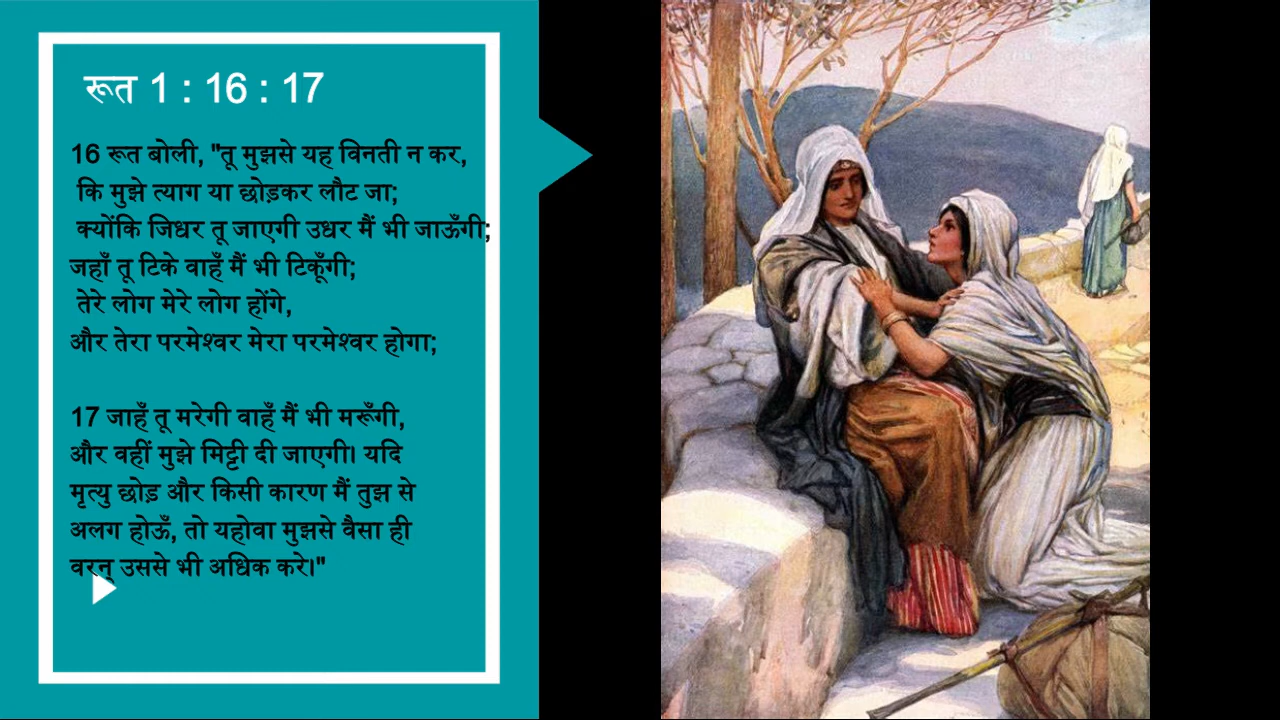 रूत 1 : 16 : 17
16 रूत बोली, "तू मुझसे यह विनती न कर,
कि मुझे त्याग या छोड़कर लौट जा;
क्योंकि जिधर तू जाएगी उधर मैं भी जाऊँगी;
जहाँ तू टिके वाहँ मैं भी टिकूँगी;
तेरे लोग मेरे लोग होंगे,
और तेरा परमेश्वर मेरा परमेश्वर होगा;
17 जाहँ तू मरेगी वाहँ मैं भी मरूँगी,
और वहीं मुझे मिट्टी दी जाएगी। यदि
मृत्यु छोड़ और किसी कारण मैं तुझ से
अलग होऊँ, तो यहोवा मुझसे वैसा ही
वरन् उससे भी अधिक करे।"